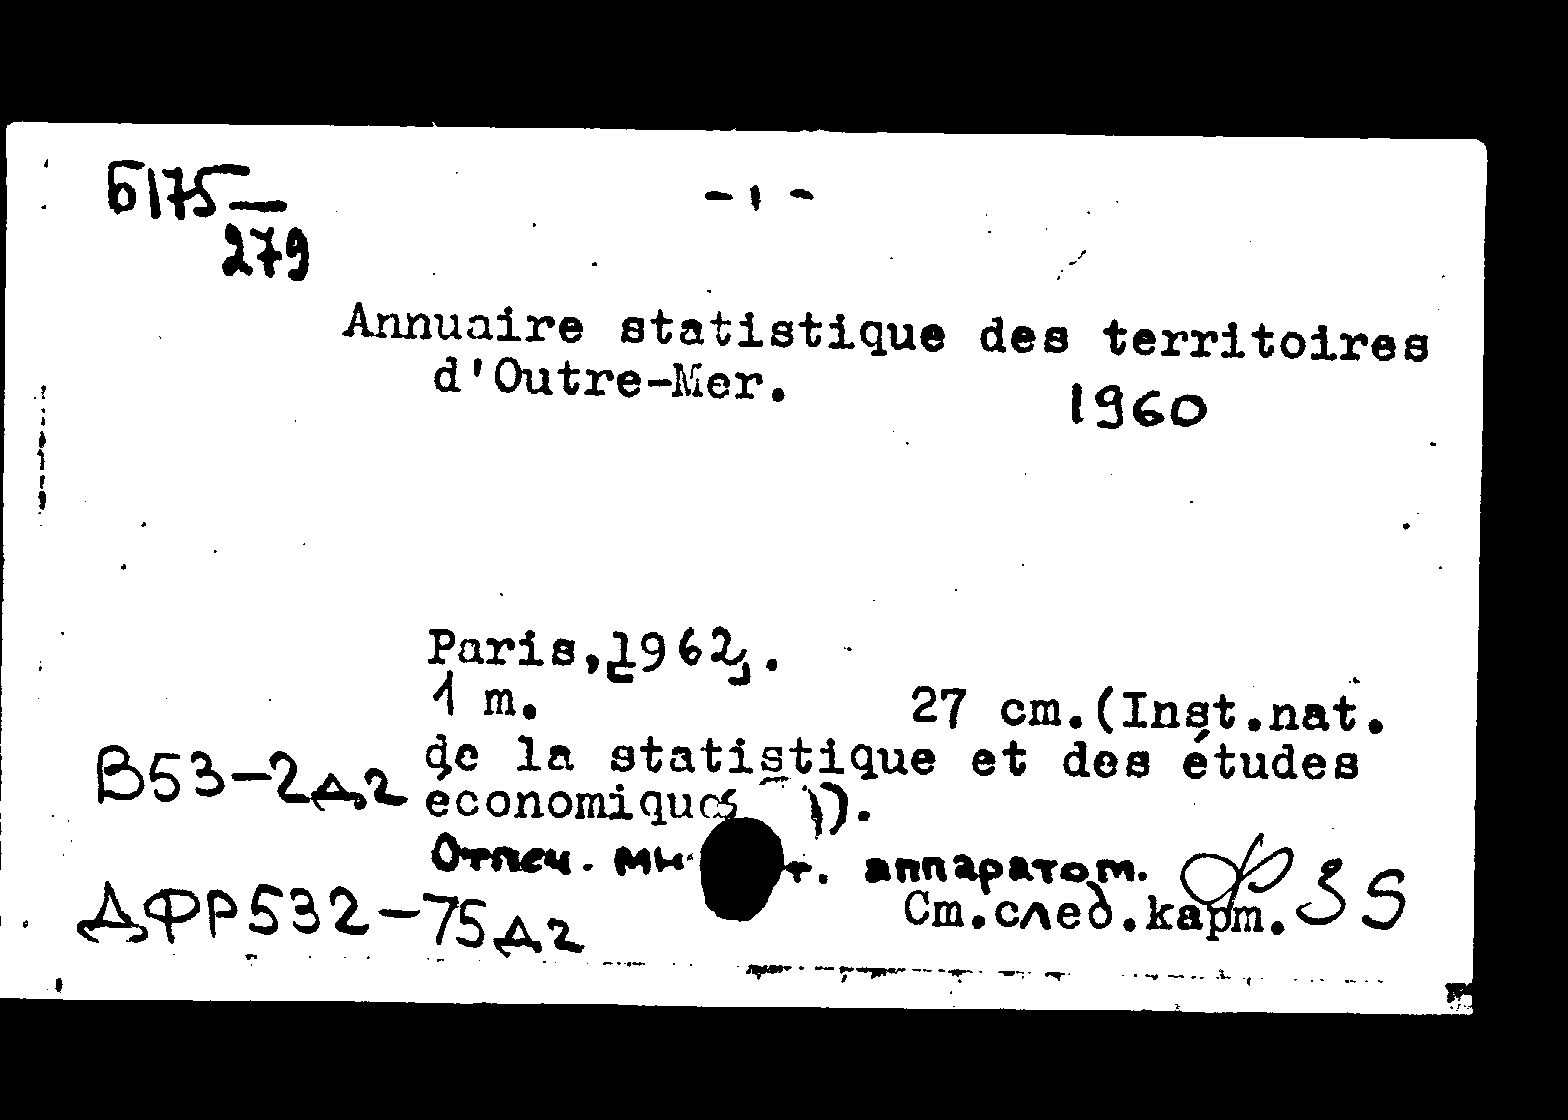 Б175
279
- 1 -
Annuaire statistique des territoires
d'Outre-Mer.
1960
Paris, [1962].
1 m. 27 cm. (Inst.nat.
de la statistique et des études
économiques)).
Отпеч. аппаратом.
См.след.карт.
В53-2д2
ДФР532-75д2